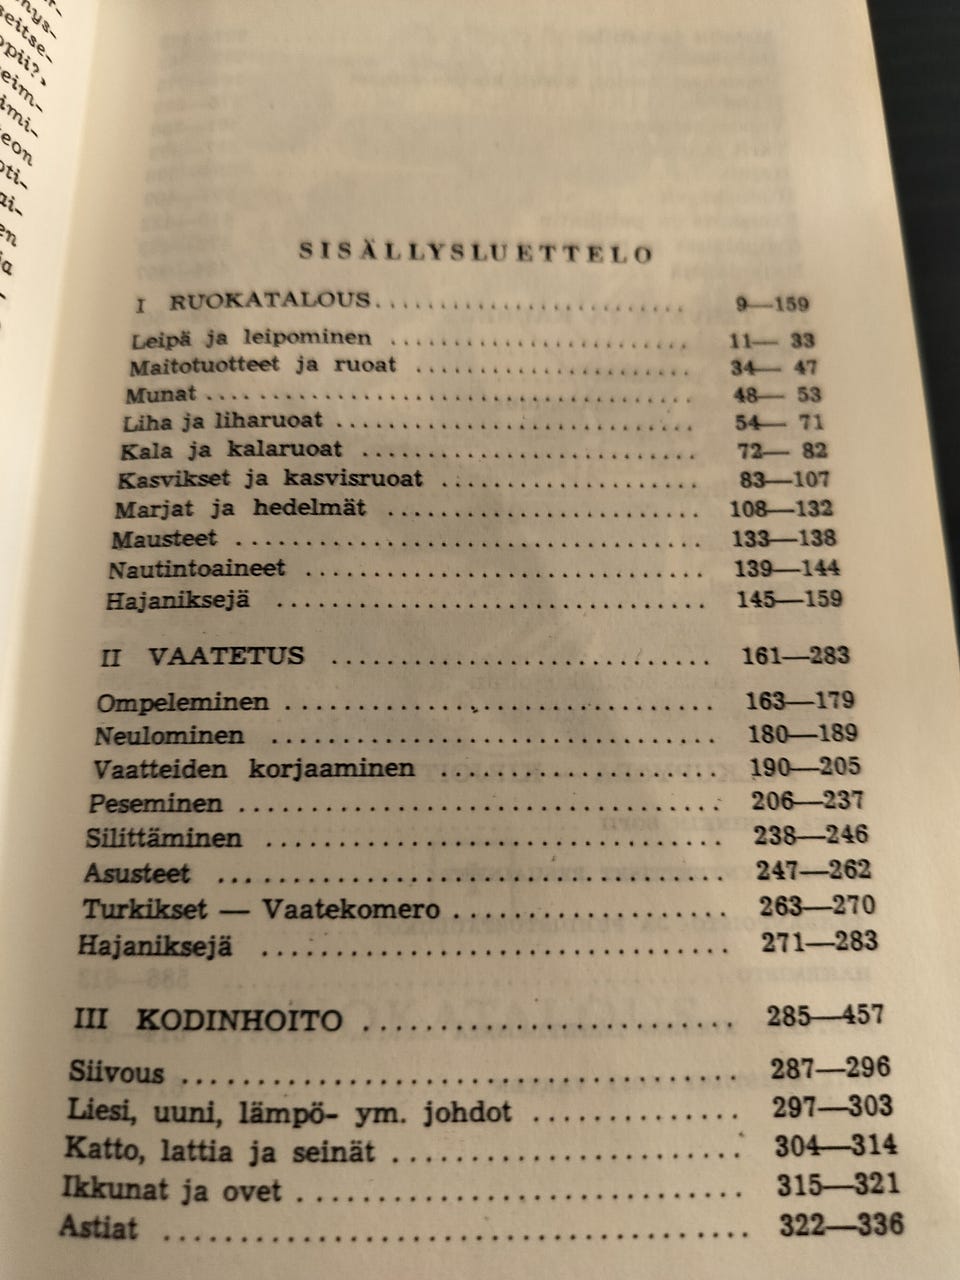 SISÄLLYSLUETTELO
I RUOKATALOUS........................ 9—159
Leipä ja leipominen ........................ 11— 33
Maitotuotteet ja ruoat ...................... 34— 47
Munat ...................................... 48— 53
Liha ja liharuoat ............................ 54— 71
Kala ja kalaruoat .......................... 72— 82
Kasvikset ja kasvisruoat .................... 83—107
Marjat ja hedelmät ........................ 108—132
Mausteet .................................... 133—138
Nautintoaineet .............................. 139—144
Hajaniksejä ................................ 145—159
II VAATETUS .............................. 161—283
Ompeleminen ................................ 163—179
Neulominen .................................. 180—189
Vaatteiden korjaaminen ...................... 190—205
Peseminen .................................... 206—237
Silittäminen .................................. 238—246
Asusteet ...................................... 247—262
Turkikset — Vaatekomero .................... 263—270
Hajaniksejä .................................. 271—283
III KODINHOITO ............................ 285—457
Siivous ........................................ 287—296
Liesi, uuni, lämpö- ym. johdot .............. 297—303
Katto, lattia ja seinät ........................ 304—314
Ikkunat ja ovet .............................. 315—321
Astiat ........................................ 322—336